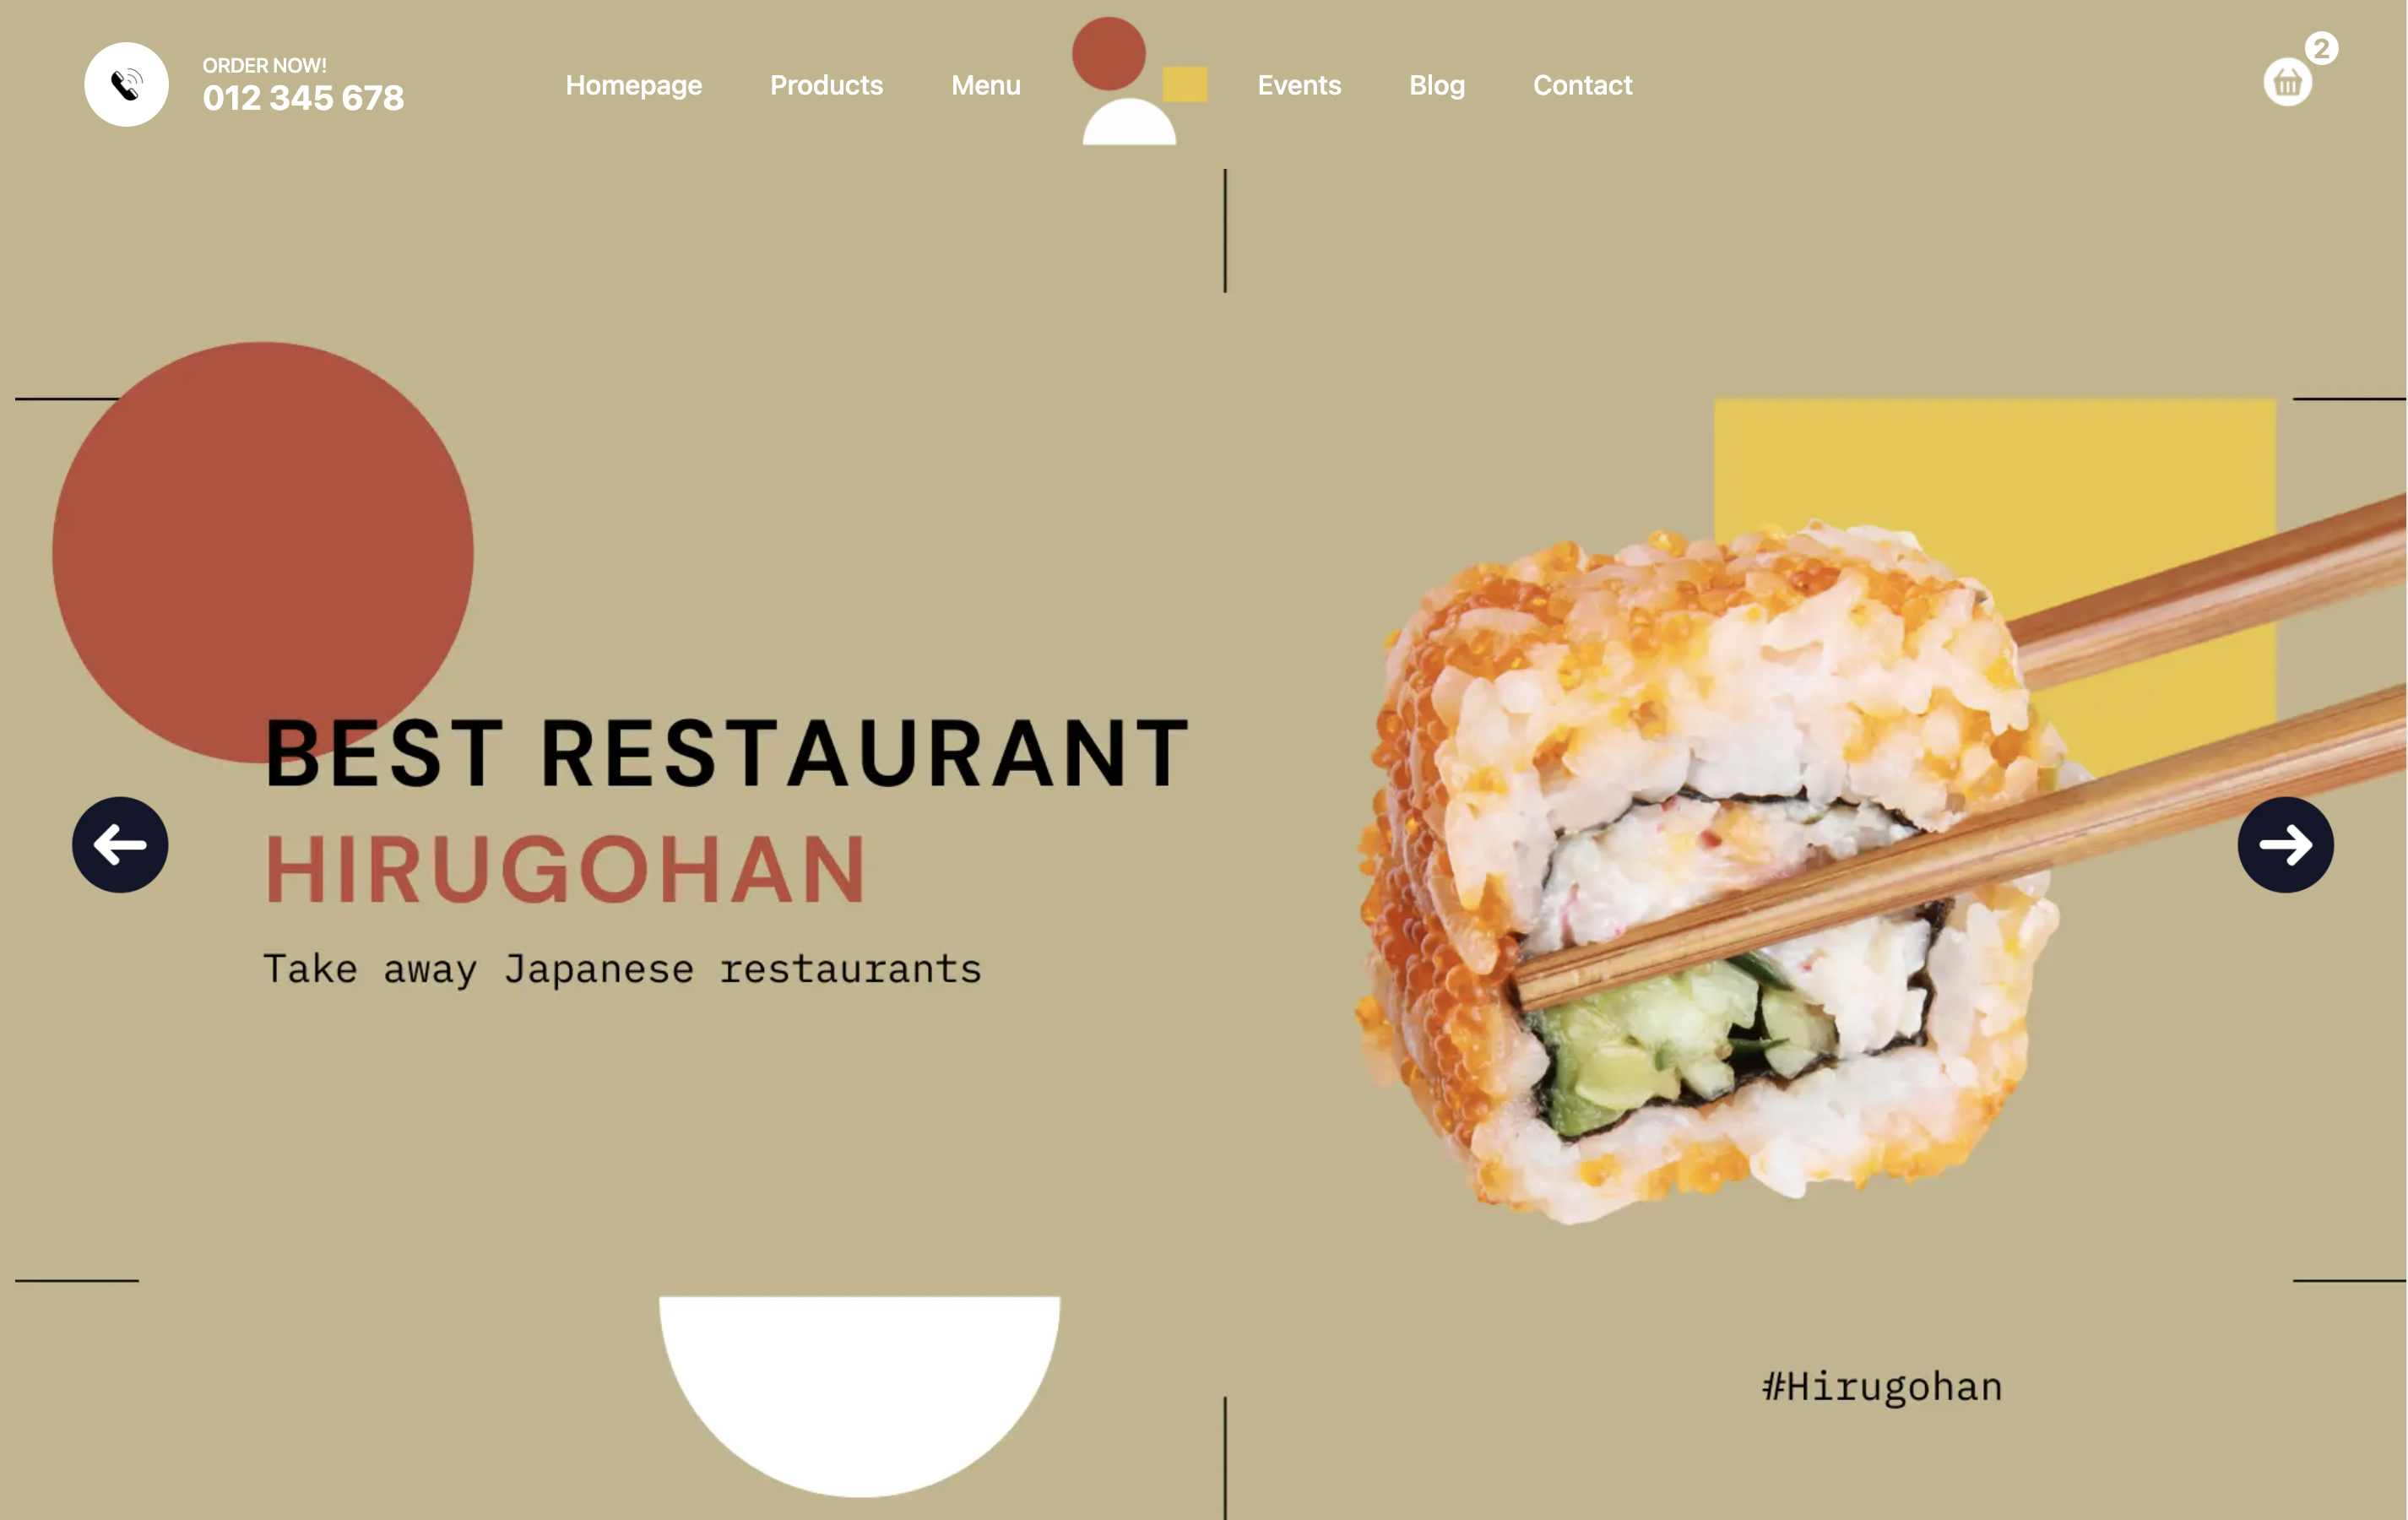 ORDER NOW!
012 345 678
Homepage
Products
Menu
Events
Blog
Contact
2
BEST RESTAURANT
HIRUGOHAN
Take away Japanese restaurants
#Hirugohan